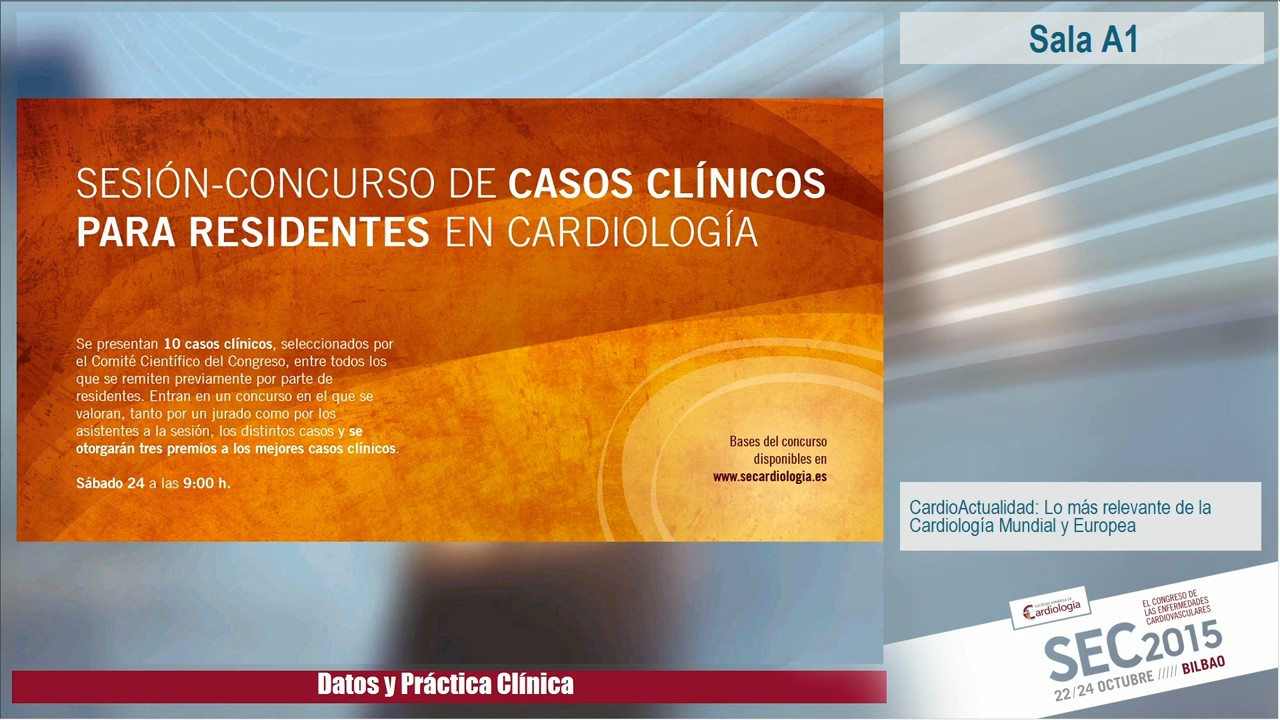 Sala A1
SESIÓN-CONCURSO DE CASOS CLÍNICOS
PARA RESIDENTES EN CARDIOLOGÍA
Se presentan 10 casos clínicos, seleccionados por
el Comité Científico del Congreso, entre todos los
que se remiten previamente por parte de
residentes. Entran en un concurso en el que se
valoran, tanto por un jurado como por los
asistentes a la sesión, los distintos casos y se
otorgarán tres premios a los mejores casos clínicos.
Sábado 24 a las 9:00 h.
Bases del concurso
disponibles en
www.secardiologia.es
CardioActualidad: Lo más relevante de la
Cardiología Mundial y Europea
SOCIEDAD ESPAÑOLA DE
Cardiología
EL CONGRESO DE
LAS ENFERMEDADES
CARDIOVASCULARES
SEC2015
22/24 OCTUBRE ///// BILBAO
Datos y Práctica Clínica